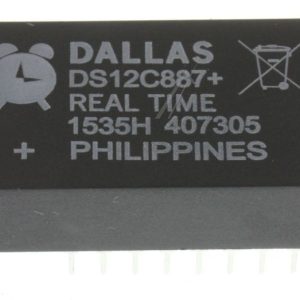 DALLAS
DS12C887+
REAL TIME
1535H 407305
+ PHILIPPINES